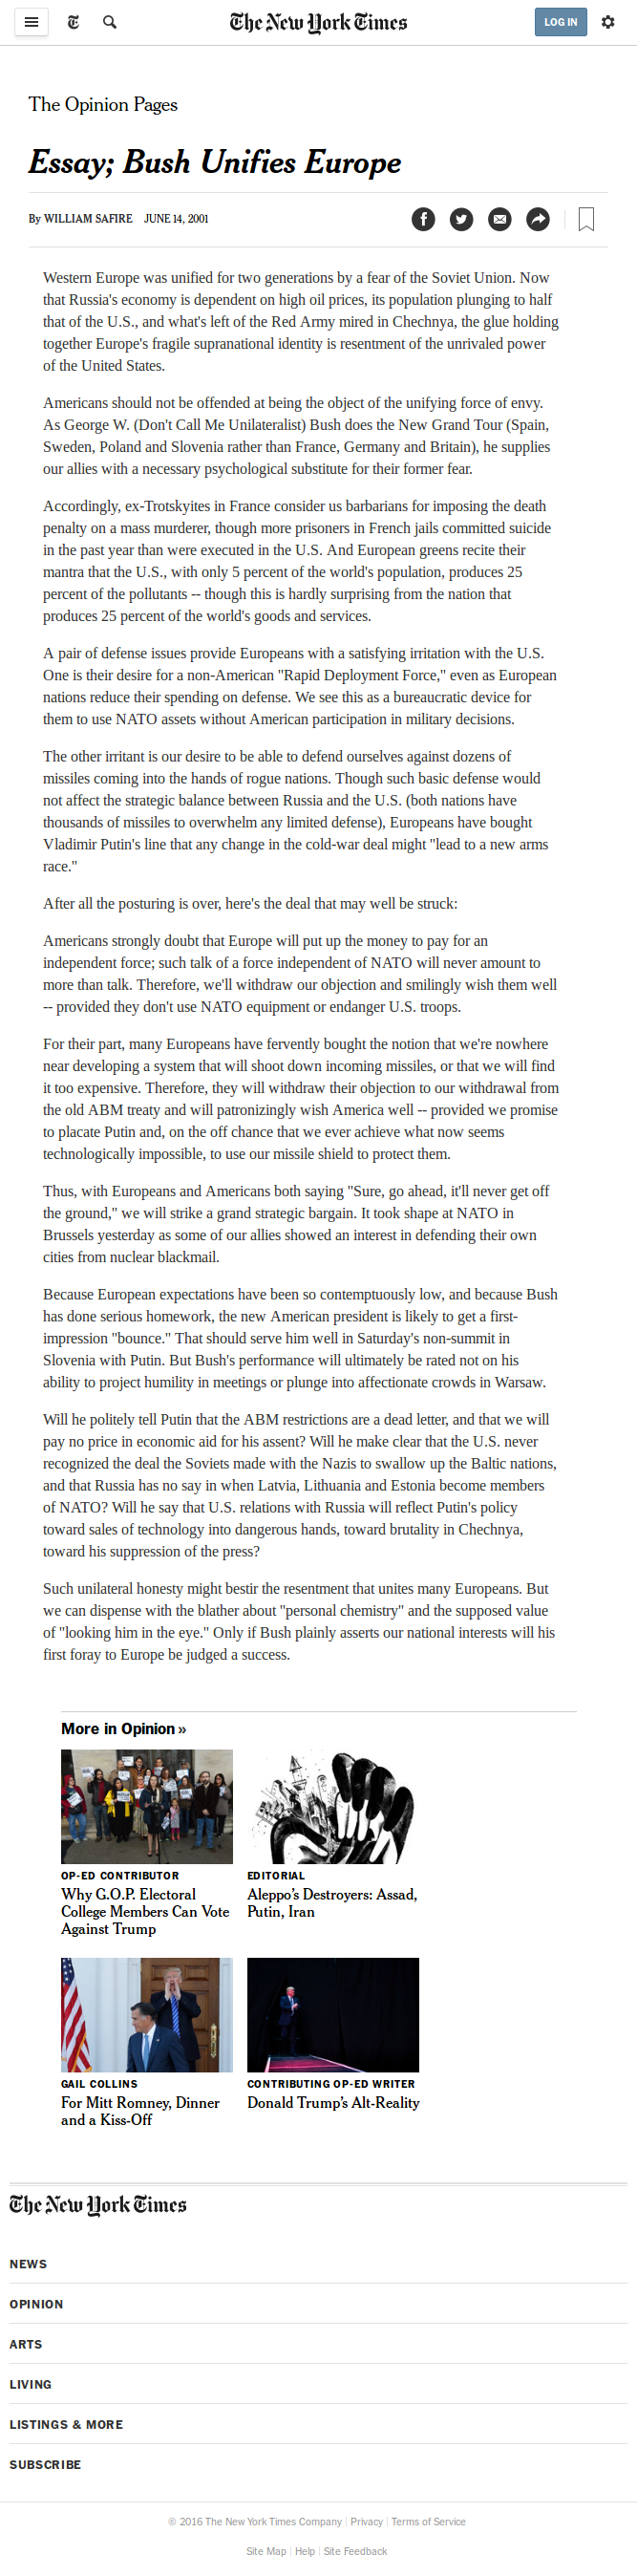 The New York Times
LOG IN
The Opinion Pages
Essay; Bush Unifies Europe
By WILLIAM SAFIRE JUNE 14, 2001
Western Europe was unified for two generations by a fear of the Soviet Union. Now
that Russia's economy is dependent on high oil prices, its population plunging to half
that of the U.S., and what's left of the Red Army mired in Chechnya, the glue holding
together Europe's fragile supranational identity is resentment of the unrivaled power
of the United States.
Americans should not be offended at being the object of the unifying force of envy.
As George W. (Don't Call Me Unilateralist) Bush does the New Grand Tour (Spain,
Sweden, Poland and Slovenia rather than France, Germany and Britain), he supplies
our allies with a necessary psychological substitute for their former fear.
Accordingly, ex-Trotskyites in France consider us barbarians for imposing the death
penalty on a mass murderer, though more prisoners in French jails committed suicide
in the past year than were executed in the U.S. And European greens recite their
mantra that the U.S., with only 5 percent of the world's population, produces 25
percent of the pollutants -- though this is hardly surprising from the nation that
produces 25 percent of the world's goods and services.
A pair of defense issues provide Europeans with a satisfying irritation with the U.S.
One is their desire for a non-American "Rapid Deployment Force," even as European
nations reduce their spending on defense. We see this as a bureaucratic device for
them to use NATO assets without American participation in military decisions.
The other irritant is our desire to be able to defend ourselves against dozens of
missiles coming into the hands of rogue nations. Though such basic defense would
not affect the strategic balance between Russia and the U.S. (both nations have
thousands of missiles to overwhelm any limited defense), Europeans have bought
Vladimir Putin's line that any change in the cold-war deal might "lead to a new arms
race."
After all the posturing is over, here's the deal that may well be struck:
Americans strongly doubt that Europe will put up the money to pay for an
independent force; such talk of a force independent of NATO will never amount to
more than talk. Therefore, we'll withdraw our objection and smilingly wish them well
-- provided they don't use NATO equipment or endanger U.S. troops.
For their part, many Europeans have fervently bought the notion that we're nowhere
near developing a system that will shoot down incoming missiles, or that we will find
it too expensive. Therefore, they will withdraw their objection to our withdrawal from
the old ABM treaty and will patronizingly wish America well -- provided we promise
to placate Putin and, on the off chance that we ever achieve what now seems
technologically impossible, to use our missile shield to protect them.
Thus, with Europeans and Americans both saying "Sure, go ahead, it'll never get off
the ground," we will strike a grand strategic bargain. It took shape at NATO in
Brussels yesterday as some of our allies showed an interest in defending their own
cities from nuclear blackmail.
Because European expectations have been so contemptuously low, and because Bush
has done serious homework, the new American president is likely to get a first-
impression "bounce." That should serve him well in Saturday's non-summit in
Slovenia with Putin. But Bush's performance will ultimately be rated not on his
ability to project humility in meetings or plunge into affectionate crowds in Warsaw.
Will he politely tell Putin that the ABM restrictions are a dead letter, and that we will
pay no price in economic aid for his assent? Will he make clear that the U.S. never
recognized the deal the Soviets made with the Nazis to swallow up the Baltic nations,
and that Russia has no say in when Latvia, Lithuania and Estonia become members
of NATO? Will he say that U.S. relations with Russia will reflect Putin's policy
toward sales of technology into dangerous hands, toward brutality in Chechnya,
toward his suppression of the press?
Such unilateral honesty might bestir the resentment that unites many Europeans. But
we can dispense with the blather about "personal chemistry" and the supposed value
of "looking him in the eye." Only if Bush plainly asserts our national interests will his
first foray to Europe be judged a success.
More in Opinion »
OP-ED CONTRIBUTOR
Why G.O.P. Electoral
College Members Can Vote
Against Trump
EDITORIAL
Aleppo’s Destroyers: Assad,
Putin, Iran
GAIL COLLINS
For Mitt Romney, Dinner
and a Kiss-Off
CONTRIBUTING OP-ED WRITER
Donald Trump’s Alt-Reality
The New York Times
NEWS
OPINION
ARTS
LIVING
LISTINGS & MORE
SUBSCRIBE
© 2016 The New York Times Company | Privacy | Terms of Service
Site Map | Help | Site Feedback